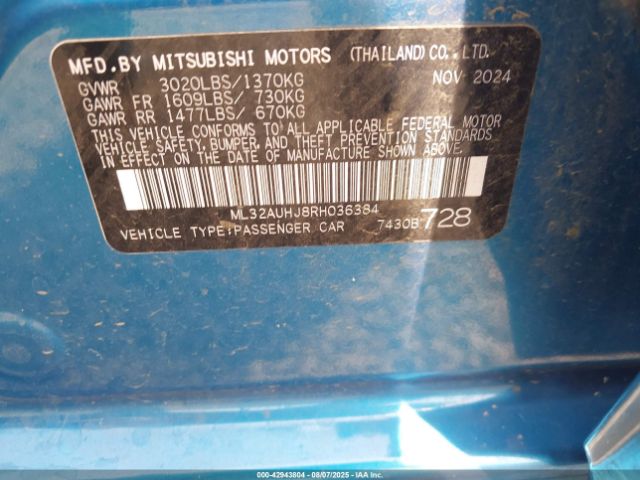 MFD.BY MITSUBISHI MOTORS (THAILAND) CO., LTD.
GVWR 3020LBS/1370KG NOV 2024
GAWR FR 1609LBS/ 730KG
GAWR RR 1477LBS/ 670KG
THIS VEHICLE CONFORMS TO ALL APPLICABLE FEDERAL MOTOR
VEHICLE SAFETY, BUMPER, AND THEFT PREVENTION STANDARDS
IN EFFECT ON THE DATE OF MANUFACTURE SHOWN ABOVE.
ML32AUHJ8RH036384
VEHICLE TYPE:PASSENGER CAR 7430B 728
000-42943804 | 08/07/2025 - IAA Inc.